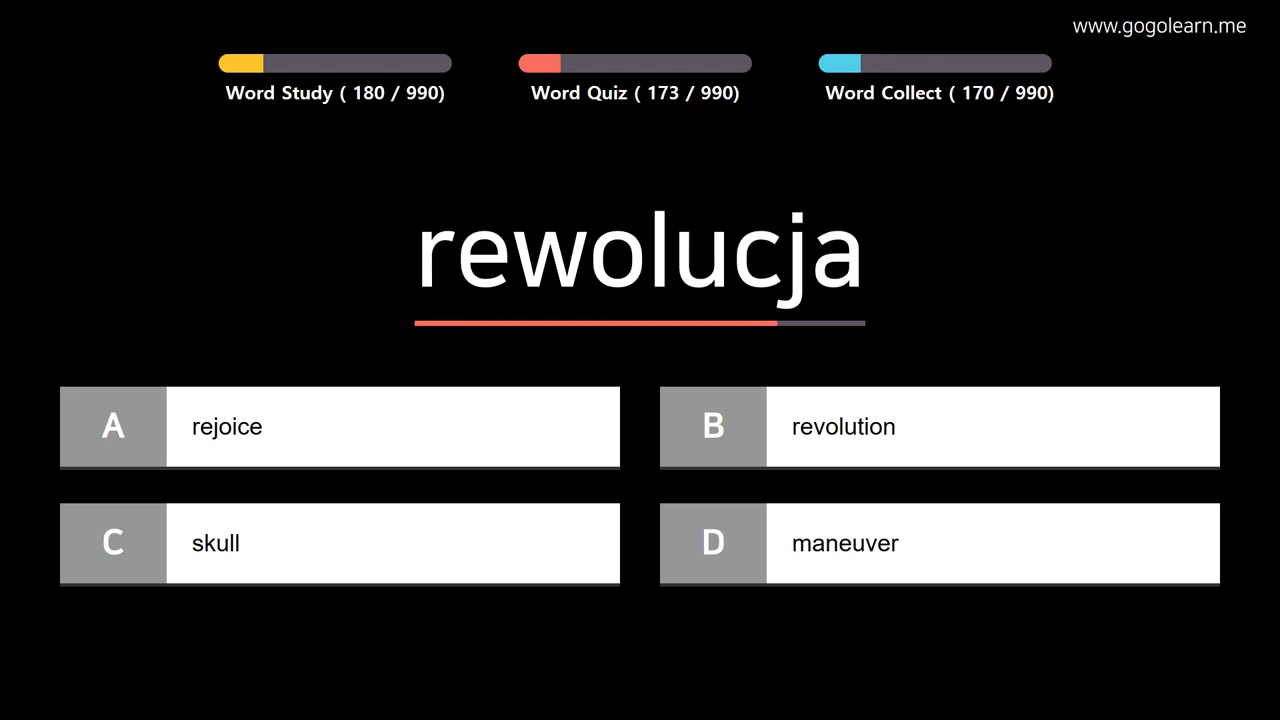 www.gogolearn.me
Word Study ( 180 / 990)
Word Quiz ( 173 / 990)
Word Collect ( 170 / 990)
rewolucja
A rejoice
B revolution
C skull
D maneuver